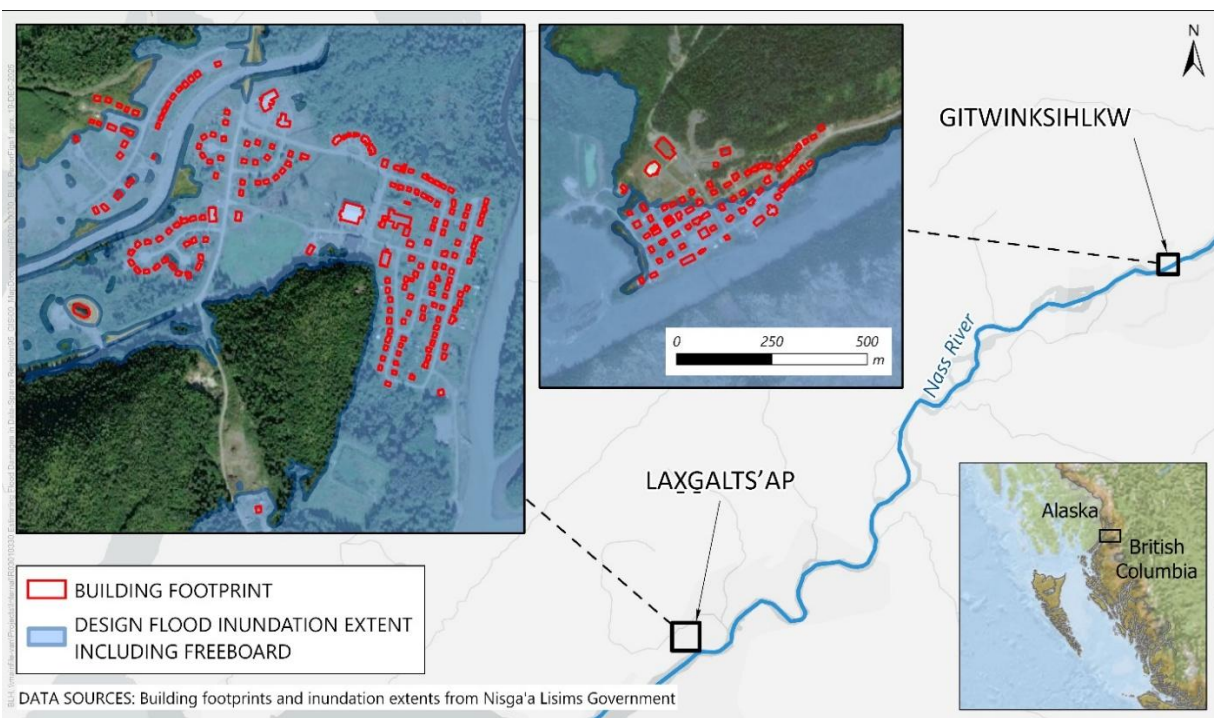 N
GITWINKSIHLKW
0 250 500
m
Nass River
LAX̱G̱ALTS'AP
Alaska
British
Columbia
BUILDING FOOTPRINT
DESIGN FLOOD INUNDATION EXTENT
INCLUDING FREEBOARD
DATA SOURCES: Building footprints and inundation extents from Nisga'a Lisims Government